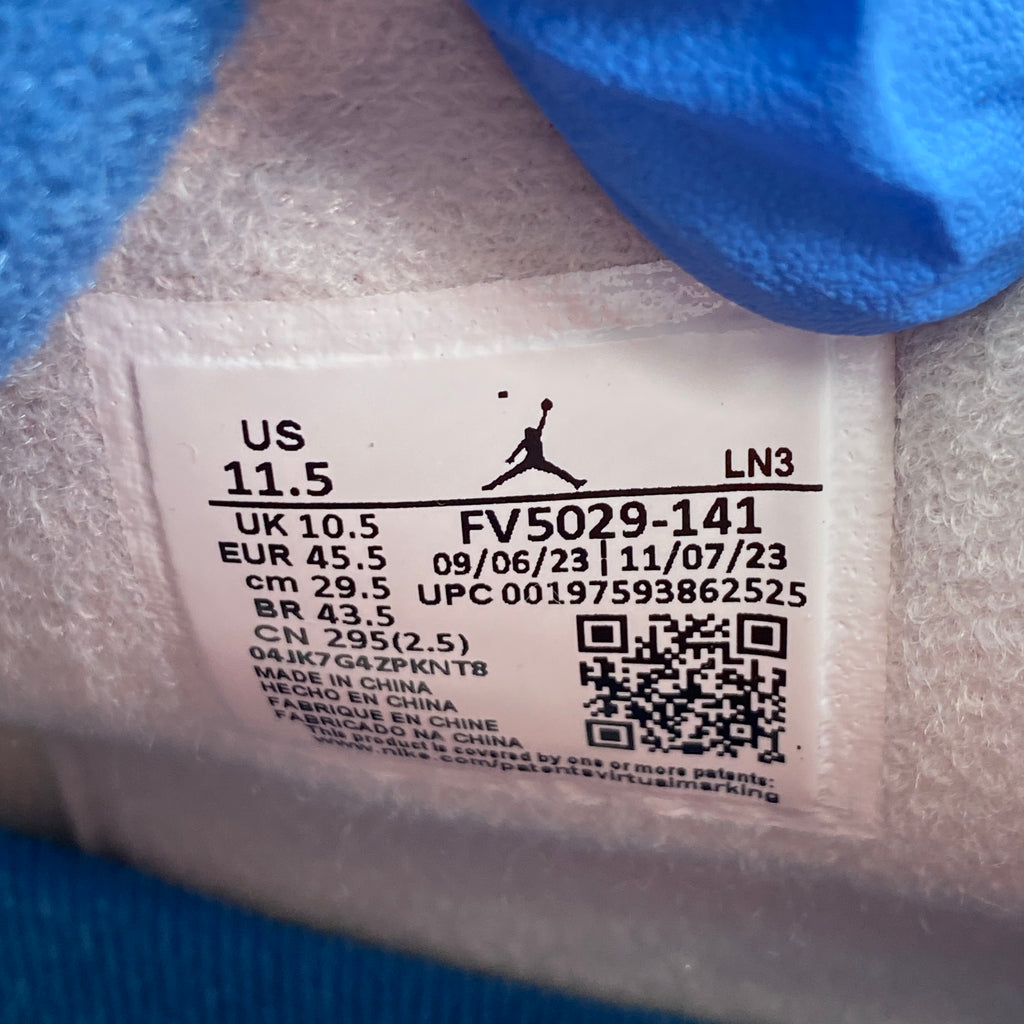 US
11.5
LN3
UK 10.5
EUR 45.5
cm 29.5
BR 43.5
CN 295(2.5)
04JK7G4ZPKNT8
MADE IN CHINA
HECHO EN CHINA
FABRIQUE EN CHINE
FABRICADO NA CHINA
FV5029-141
09/06/23 | 11/07/23
UPC 00197593862525
This product is covered by one or more patents:
www.nike.com/patentsvirtualmarking